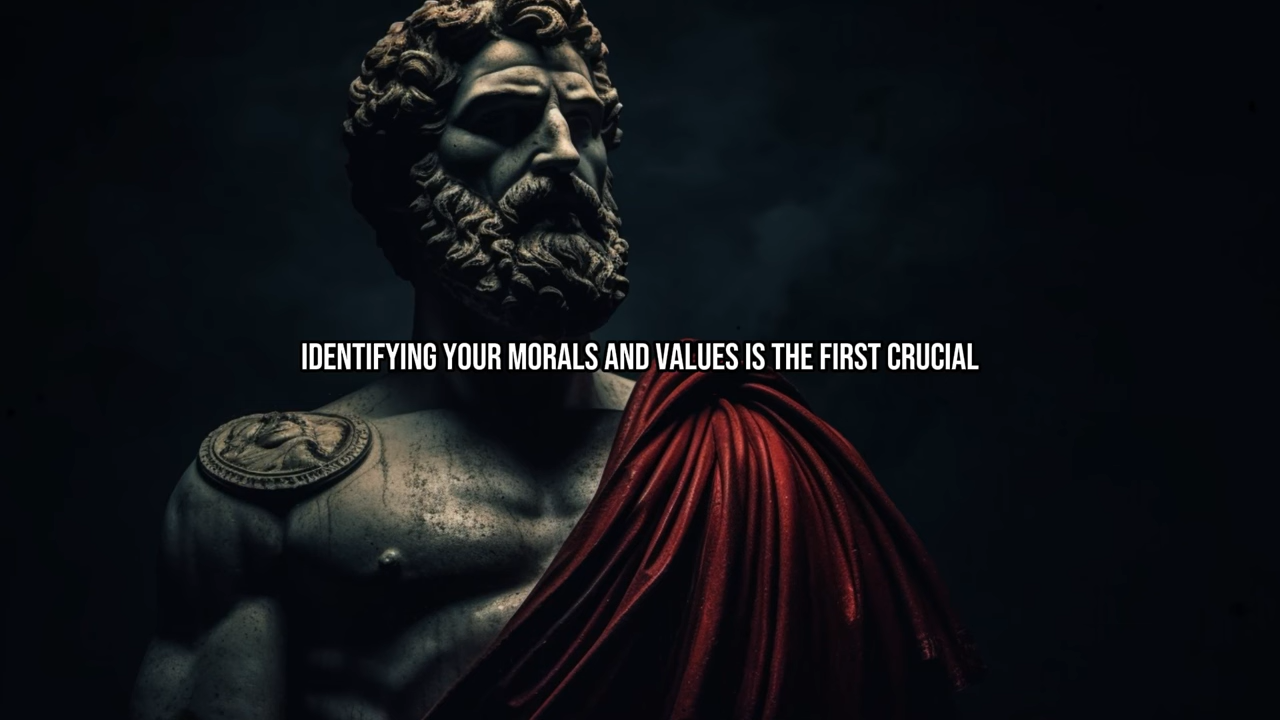 IDENTIFYING YOUR MORALS AND VALUES IS THE FIRST CRUCIAL